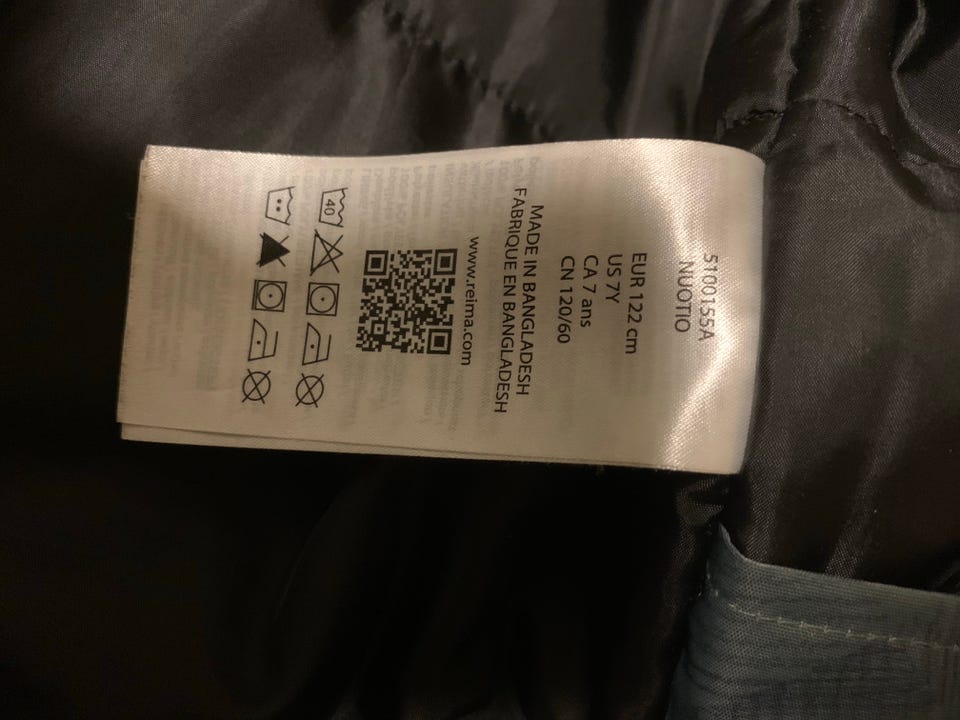 5100155A
NUOTIO
EUR 122 cm
US 7Y
CA 7 ans
CN 120/60
MADE IN BANGLADESH
FABRIQUE EN BANGLADESH
www.reima.com
40